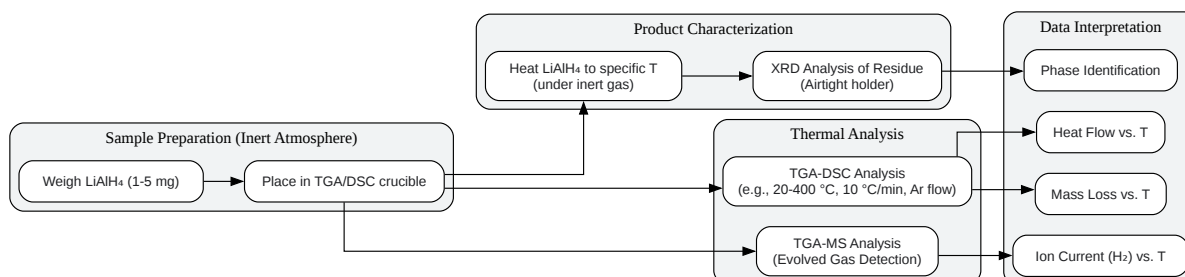 Product Characterization
Heat LiAlH₄ to specific T
(under inert gas)
XRD Analysis of Residue
(Airtight holder)
Data Interpretation
Phase Identification
Heat Flow vs. T
Mass Loss vs. T
Ion Current (H₂) vs. T
Sample Preparation (Inert Atmosphere)
Weigh LiAlH₄ (1-5 mg)
Place in TGA/DSC crucible
Thermal Analysis
TGA-DSC Analysis
(e.g., 20-400 °C, 10 °C/min, Ar flow)
TGA-MS Analysis
(Evolved Gas Detection)